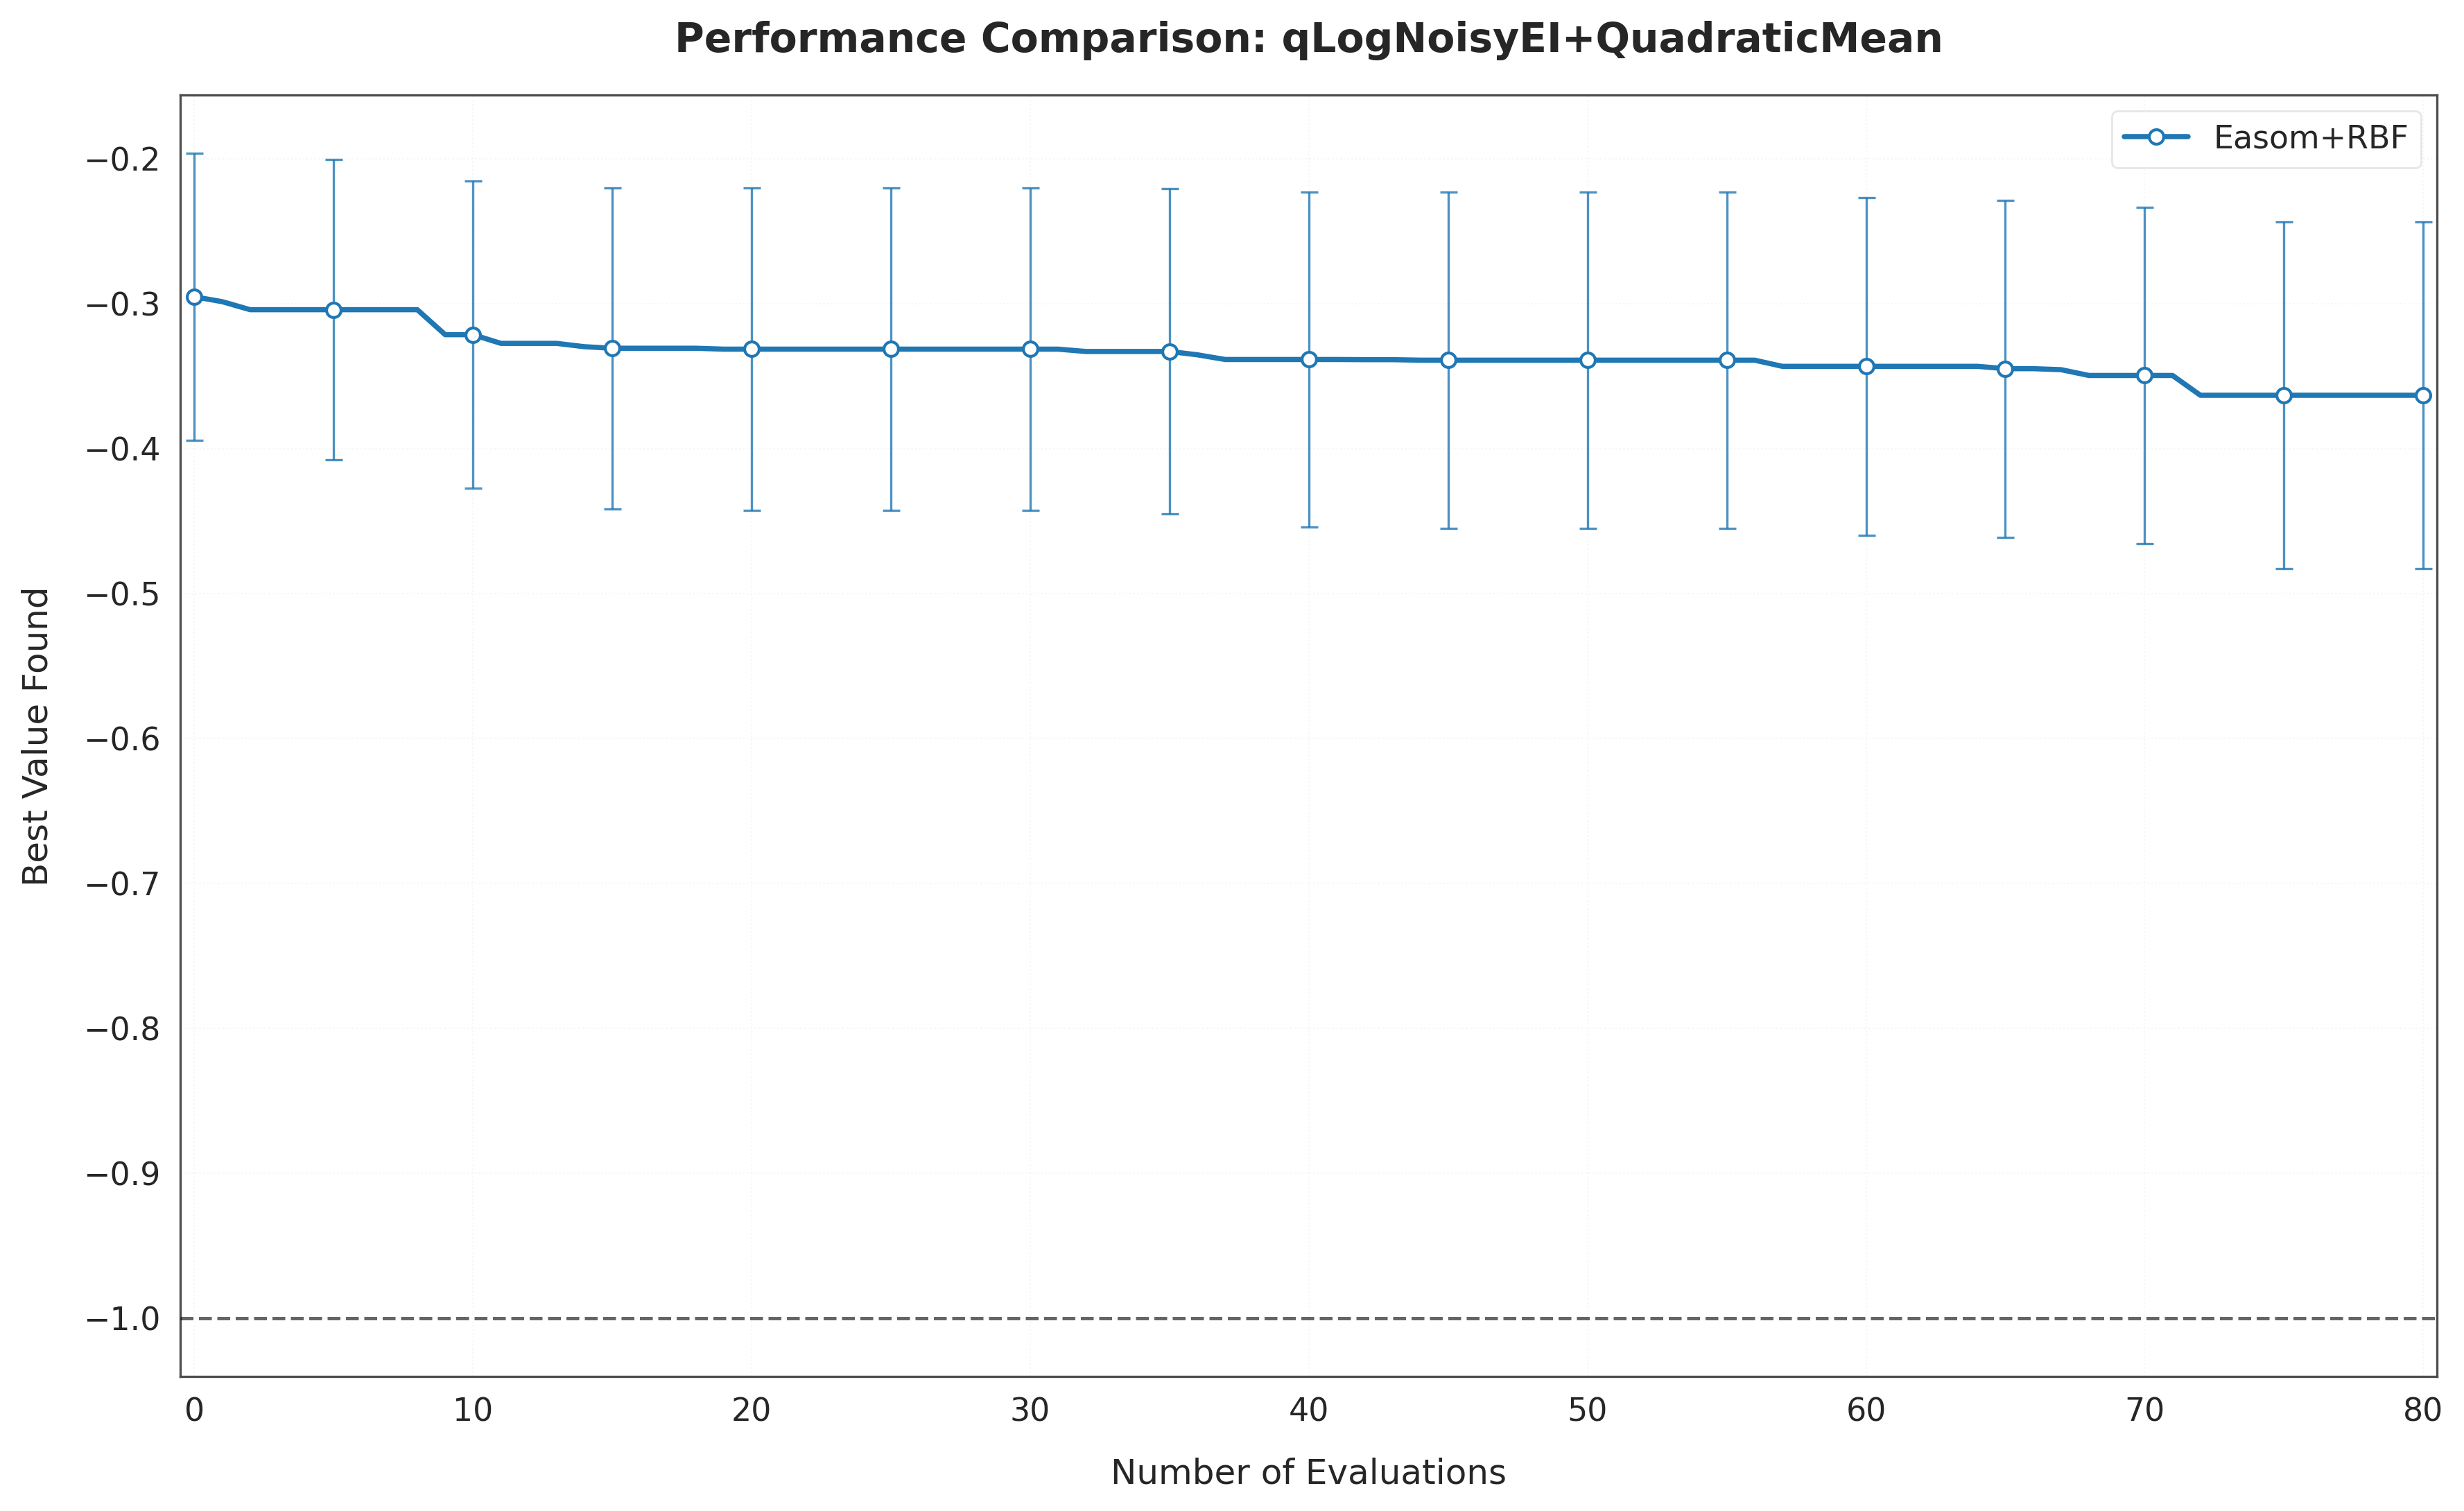 Performance Comparison: qLogNoisyEI+QuadraticMean
Easom+RBF
−0.2
−0.3
−0.4
−0.5
−0.6
−0.7
−0.8
−0.9
−1.0
Best Value Found
0 10 20 30 40 50 60 70 80
Number of Evaluations